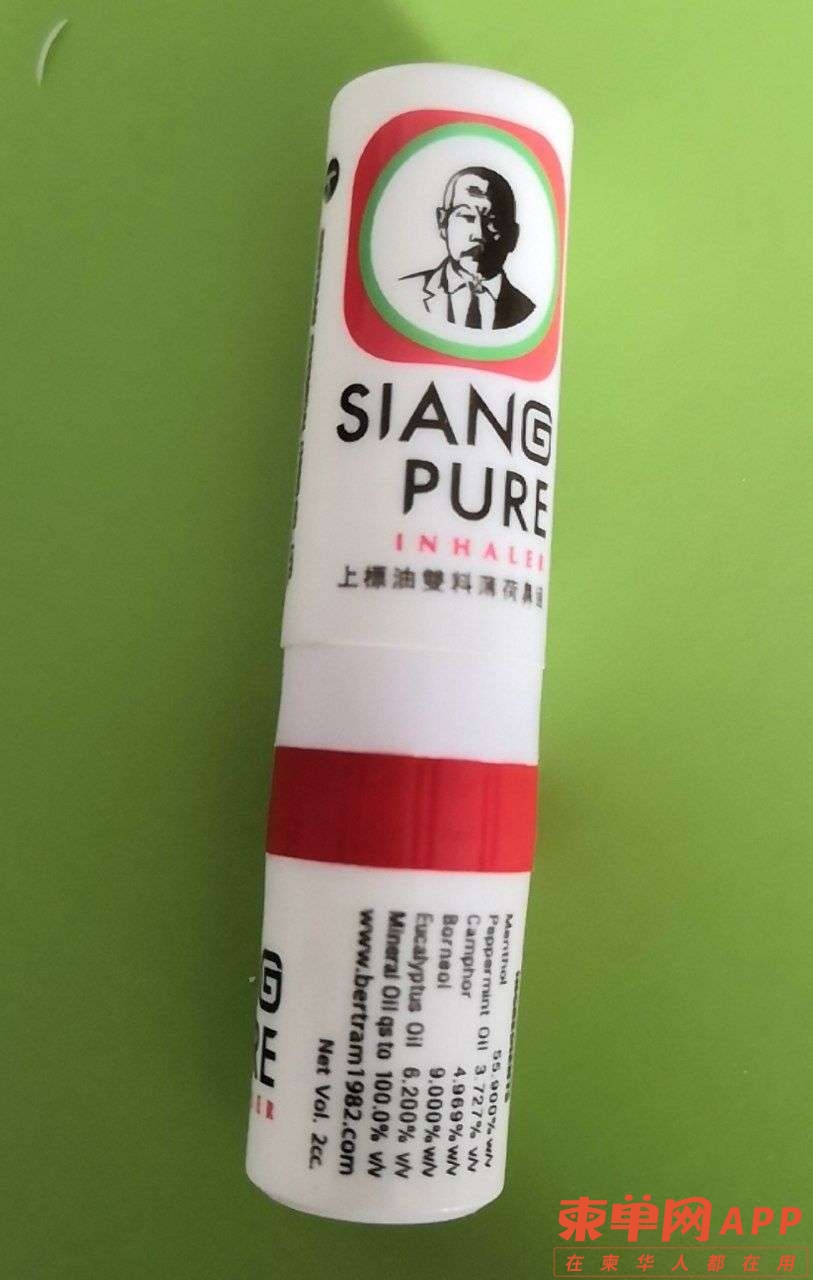 SIANG
PURE
INHALER
上標油雙料薄荷鼻通
Menthol 55.900% w/v
Peppermint Oil 3.727% v/v
Camphor 4.969% w/v
Borneol 9.000% w/v
Eucalyptus Oil 6.200% v/v
Mineral Oil qs to 100.0% v/v
www.bertram1982.com
Net Vol. 2cc.
柬单网APP
在柬华人都在用